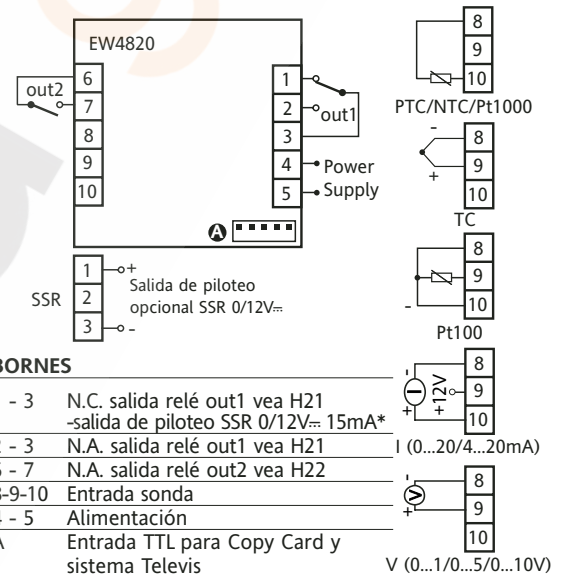 EW4820
out2
6
7
8
9
10
1
2
3
4
5
out1
Power
Supply
A
SSR
1
2
3
+
-
Salida de piloteo
opcional SSR 0/12V⎓
8
9
10
PTC/NTC/Pt1000
-
+
8
9
10
TC
-
8
9
10
Pt100
-
+
I
+12V
8
9
10
I (0...20/4...20mA)
-
+
V
8
9
10
V (0...1/0...5/0...10V)
BORNES
- 3 N.C. salida relé out1 vea H21
-salida de piloteo SSR 0/12V⎓ 15mA*
- 3 N.A. salida relé out1 vea H21
- 7 N.A. salida relé out2 vea H22
-9-10 Entrada sonda
- 5 Alimentación
A Entrada TTL para Copy Card y
sistema Televis